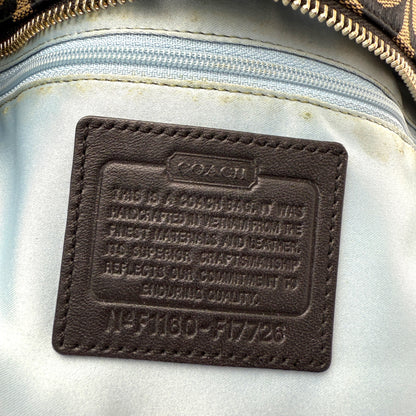 COACH
THIS IS A COACH BAG. IT WAS
HANDCRAFTED IN VIETNAM FROM THE
FINEST MATERIALS AND LEATHER.
ITS SUPERIOR CRAFTSMANSHIP
REFLECTS OUR COMMITMENT TO
ENDURING QUALITY.
No F1160-F17726